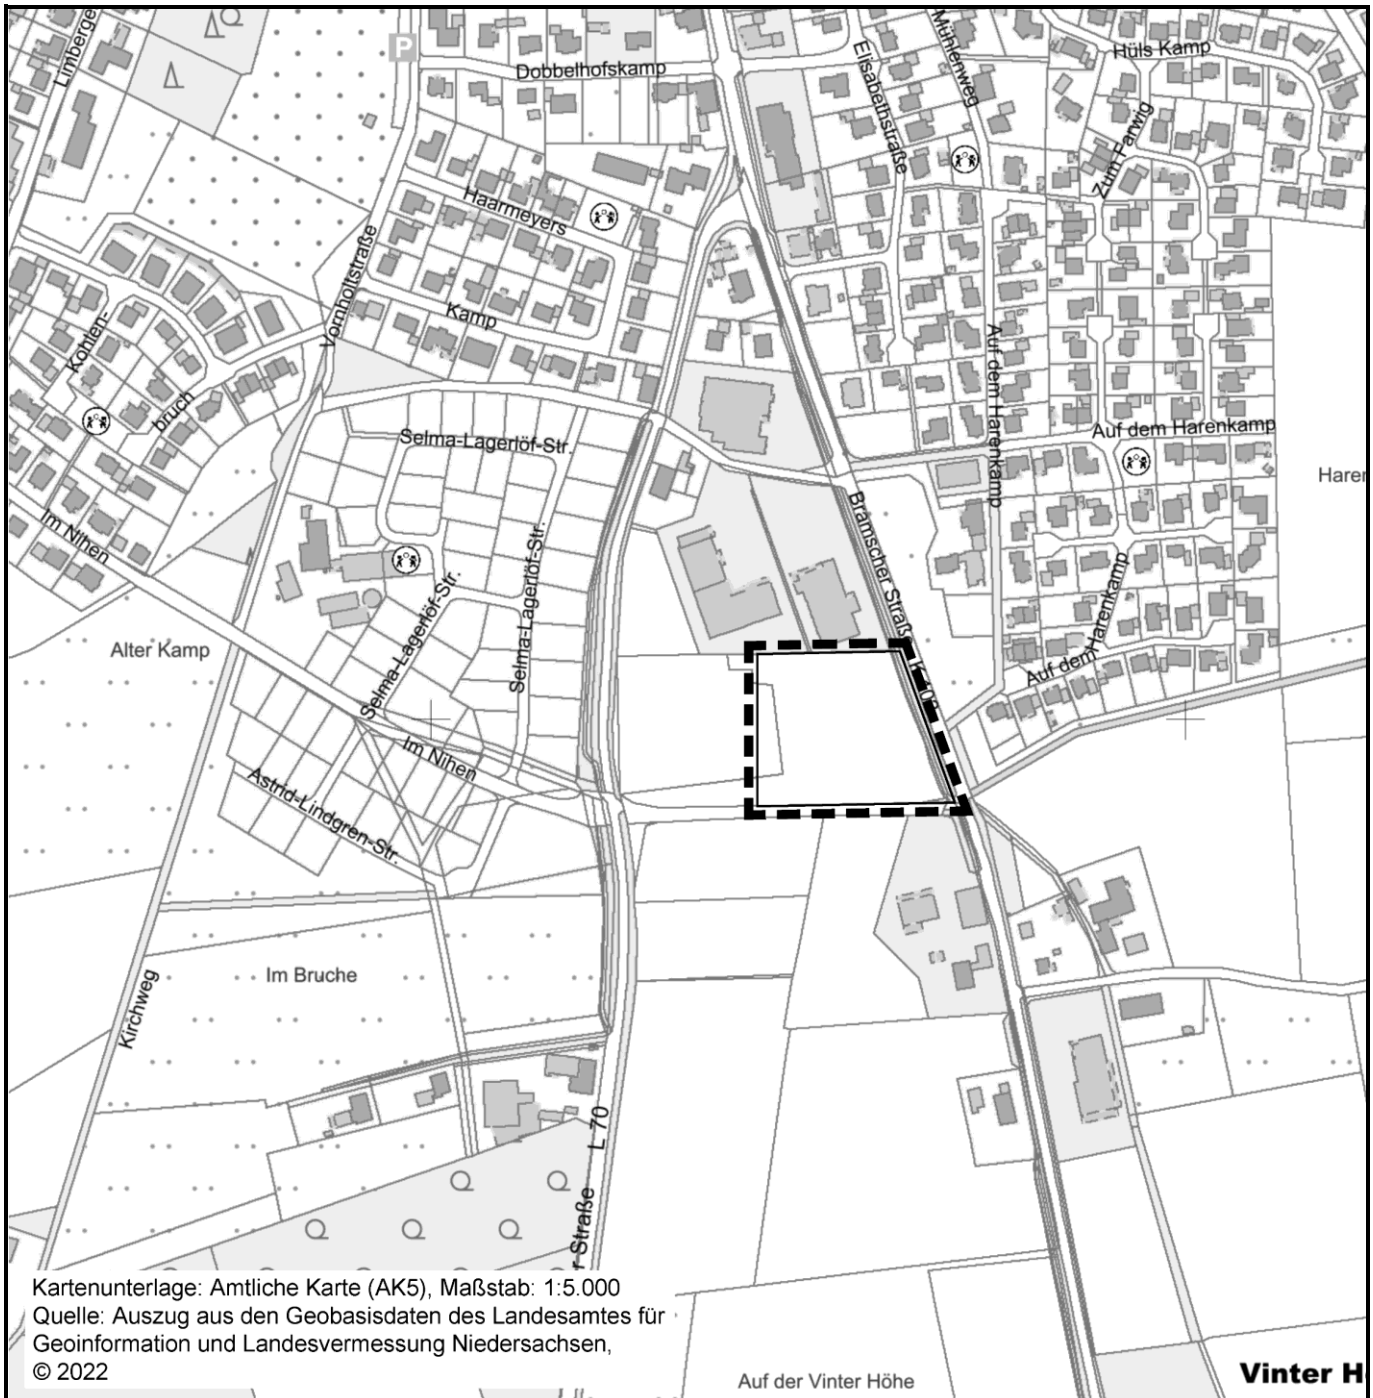 Limberge
P
Dobbelhofskamp
Elisabethstraße
Mühlenweg
Hüls Kamp
Zum Farwig
Haarmeyers
Kamp
Vornholtstraße
Kohlen-
bruch
Auf dem Harenkamp
Auf dem Harenkamp
Selma-Lagerlöf-Str.
Haren
Bramscher Straße K 109
Im Nihen
Selma-Lagerlöf-Str.
Selma-Lagerlöf-Str.
Auf dem Harenkamp
Alter Kamp
Im Nihen
Astrid-Lindgren-Str.
Im Bruche
Kirchweg
L 70
r Straße
Kartenunterlage: Amtliche Karte (AK5), Maßstab: 1:5.000
Quelle: Auszug aus den Geobasisdaten des Landesamtes für
Geoinformation und Landesvermessung Niedersachsen,
© 2022
Auf der Vinter Höhe
Vinter H